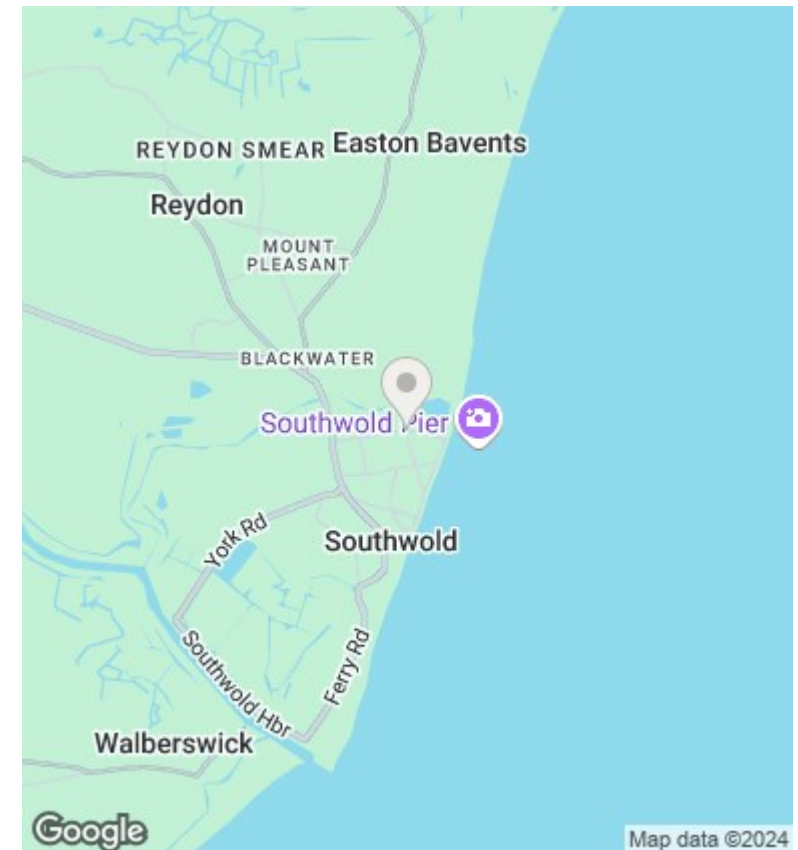 REYDON SMEAR
Easton Bavents
Reydon
MOUNT
PLEASANT
BLACKWATER
Southwold Pier
York Rd
Southwold
Southwold Hbr
Ferry Rd
Walberswick
Google
Map data ©2024